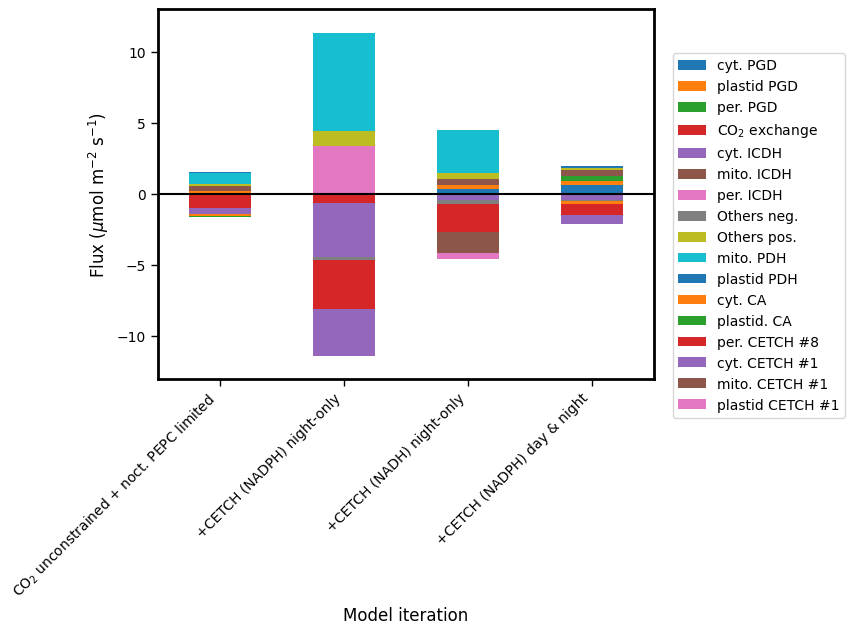 10
5
0
−5
−10
Flux (μmol m⁻² s⁻¹)
CO₂ unconstrained + noct. PEPC limited
+CETCH (NADPH) night-only
+CETCH (NADH) night-only
+CETCH (NADPH) day & night
Model iteration
cyt. PGD
plastid PGD
per. PGD
CO₂ exchange
cyt. ICDH
mito. ICDH
per. ICDH
Others neg.
Others pos.
mito. PDH
plastid PDH
cyt. CA
plastid. CA
per. CETCH #8
cyt. CETCH #1
mito. CETCH #1
plastid CETCH #1